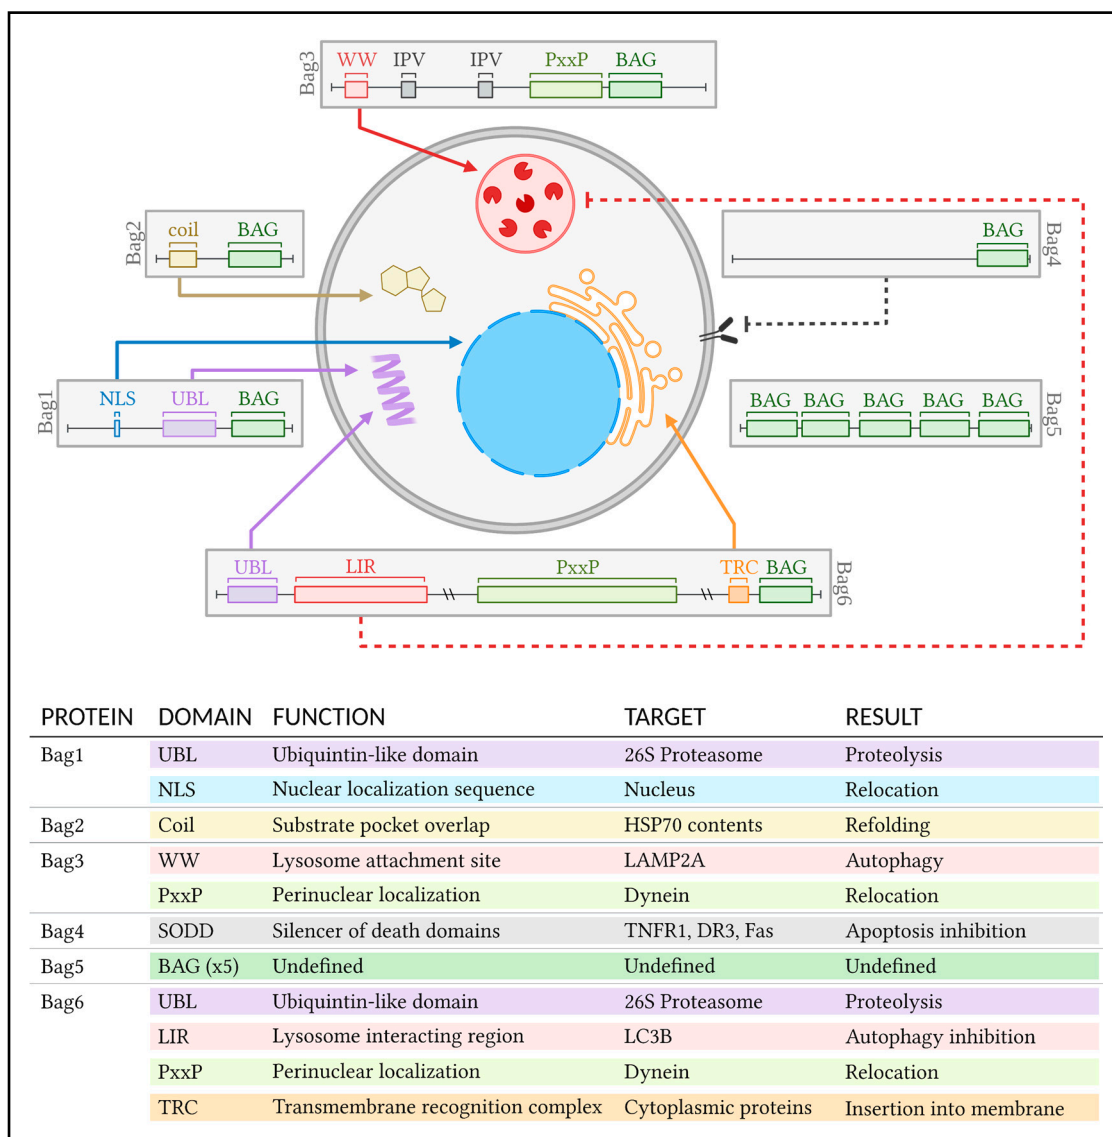 Bag3
WW IPV IPV PxxP BAG
Bag2
coil BAG
BAG
Bag4
Bag1
NLS UBL BAG
BAG BAG BAG BAG BAG
Bag5
UBL LIR PxxP TRC BAG
Bag6
PROTEIN DOMAIN FUNCTION TARGET RESULT
Bag1 UBL Ubiquintin-like domain 26S Proteasome Proteolysis
NLS Nuclear localization sequence Nucleus Relocation
Bag2 Coil Substrate pocket overlap HSP70 contents Refolding
Bag3 WW Lysosome attachment site LAMP2A Autophagy
PxxP Perinuclear localization Dynein Relocation
Bag4 SODD Silencer of death domains TNFR1, DR3, Fas Apoptosis inhibition
Bag5 BAG (x5) Undefined Undefined Undefined
Bag6 UBL Ubiquintin-like domain 26S Proteasome Proteolysis
LIR Lysosome interacting region LC3B Autophagy inhibition
PxxP Perinuclear localization Dynein Relocation
TRC Transmembrane recognition complex Cytoplasmic proteins Insertion into membrane